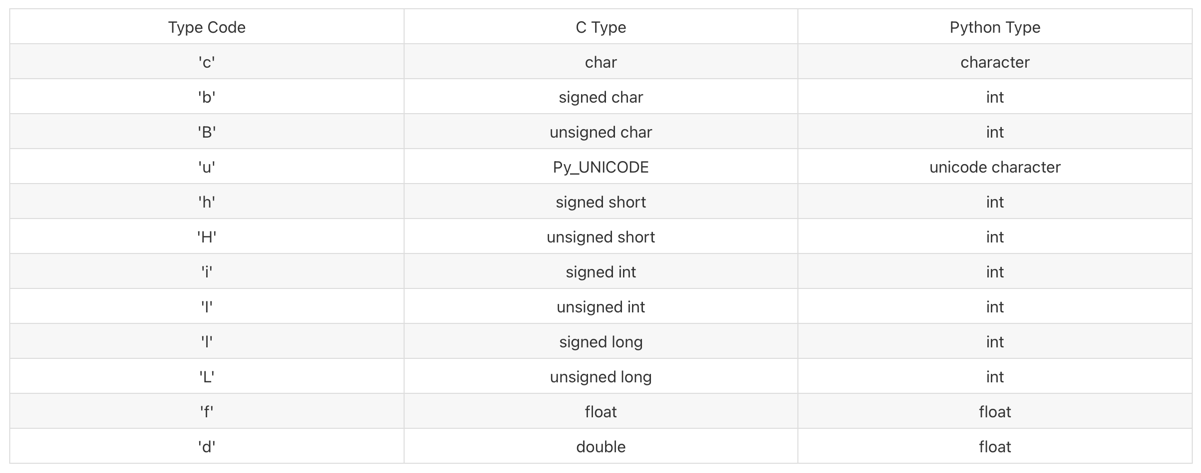 Type Code C Type Python Type
'c' char character
'b' signed char int
'B' unsigned char int
'u' Py_UNICODE unicode character
'h' signed short int
'H' unsigned short int
'i' signed int int
'I' unsigned int int
'l' signed long int
'L' unsigned long int
'f' float float
'd' double float